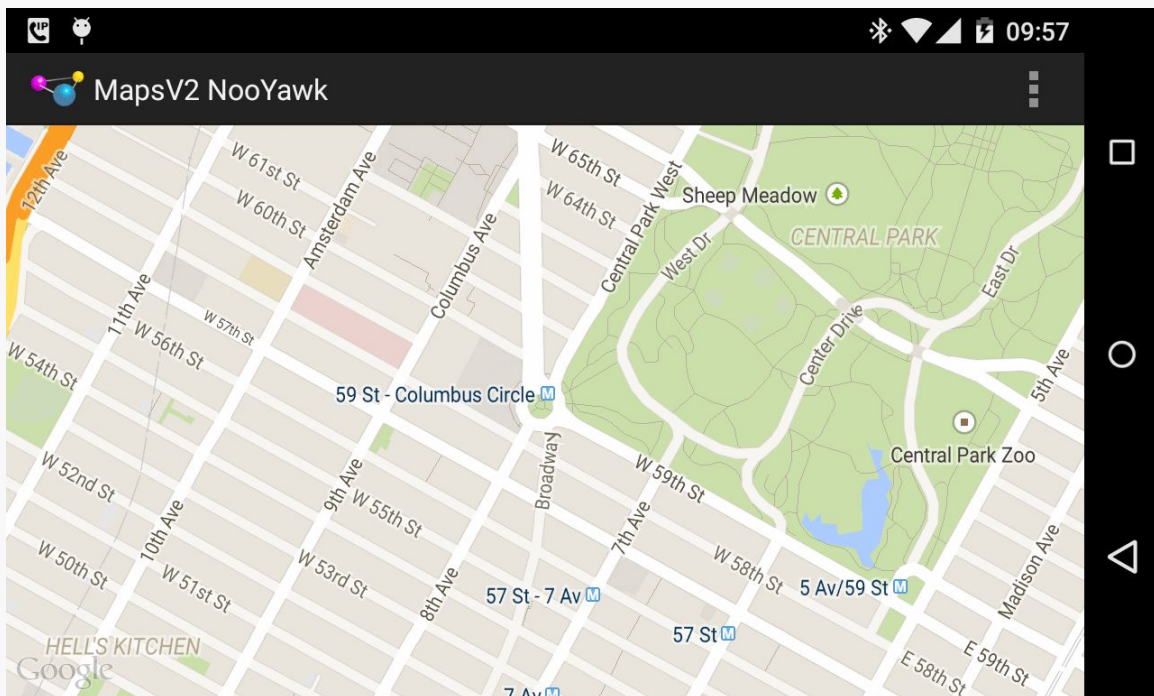 09:57
MapsV2 NooYawk
12th Ave
W 61st St
Amsterdam Ave
W 65th St
Central Park West
Sheep Meadow
W 60th St
Columbus Ave
W 64th St
West Dr
CENTRAL PARK
East Dr
11th Ave
W 57th St
W 56th St
Center Drive
W 54th St
5th Ave
59 St - Columbus Circle
M
Central Park Zoo
W 52nd St
9th Ave
Broadway
W 59th St
10th Ave
W 55th St
7th Ave
W 50th St
W 51st St
W 53rd St
8th Ave
W 58th St
Madison Ave
57 St - 7 Av M
5 Av/59 St M
57 St M
HELL'S KITCHEN
Google
E 58th St
E 59th St
7 Av M